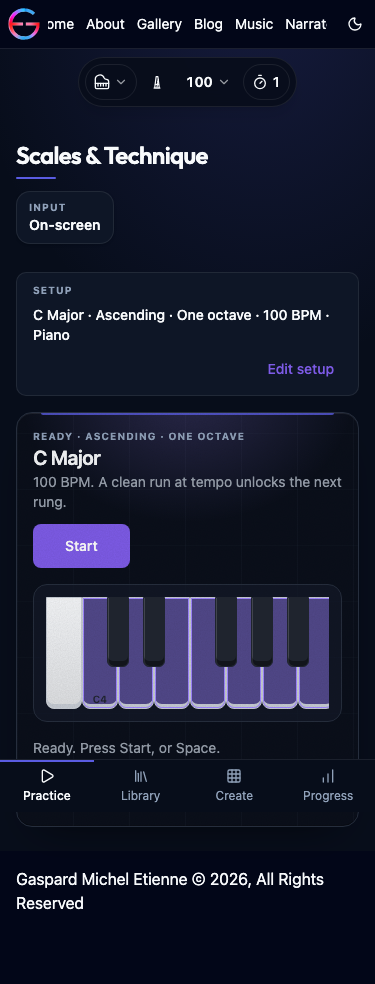 ome About Gallery Blog Music Narrat
100 1
Scales & Technique
INPUT
On-screen
SETUP
C Major · Ascending · One octave · 100 BPM ·
Piano
Edit setup
READY · ASCENDING · ONE OCTAVE
C Major
100 BPM. A clean run at tempo unlocks the next
rung.
Start
C4
Ready. Press Start, or Space.
Practice Library Create Progress
Gaspard Michel Etienne © 2026, All Rights
Reserved